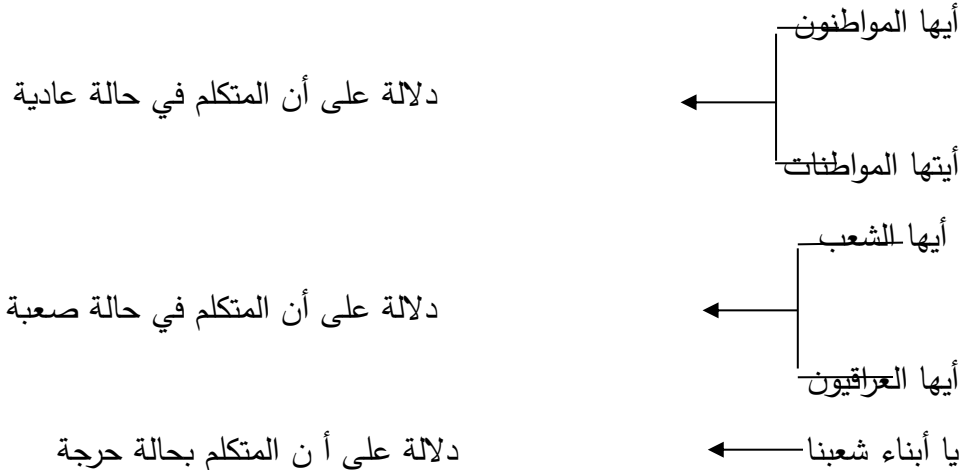 أيها المواطنون
دلالة على أن المتكلم في حالة عادية
أيتها المواطنات
أيها الشعب
دلالة على أن المتكلم في حالة صعبة
أيها العراقيون
يا أبناء شعبنا دلالة على أ ن المتكلم بحالة حرجة